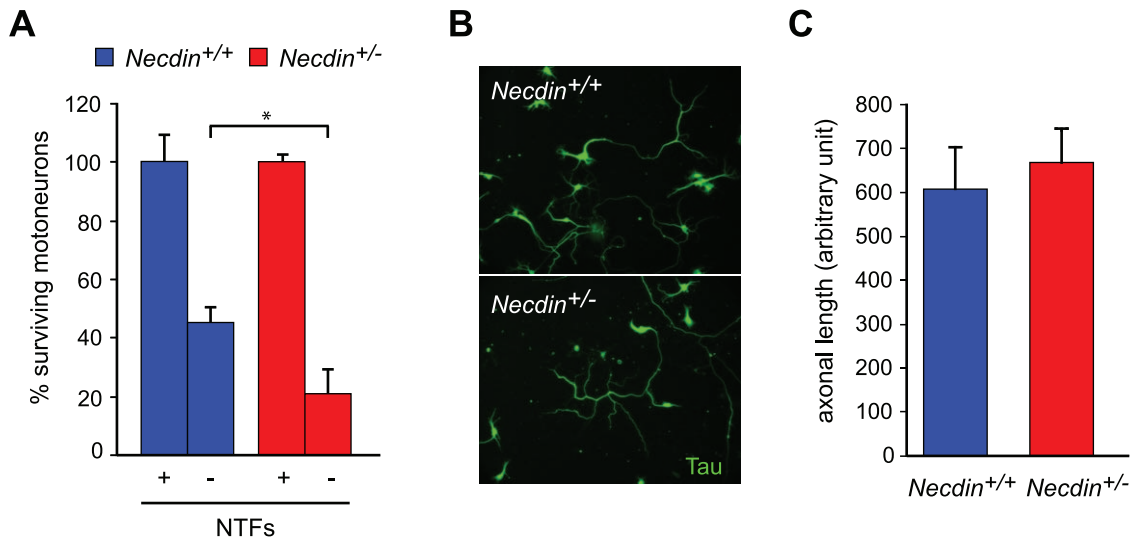 A
Necdin+/+ Necdin+/-
% surviving motoneurons
120
100
80
60
40
20
0
*
+ - + -
NTFs
B
Necdin+/+
Necdin+/-
Tau
C
axonal length (arbitrary unit)
800
700
600
500
400
300
200
100
0
Necdin+/+ Necdin+/-